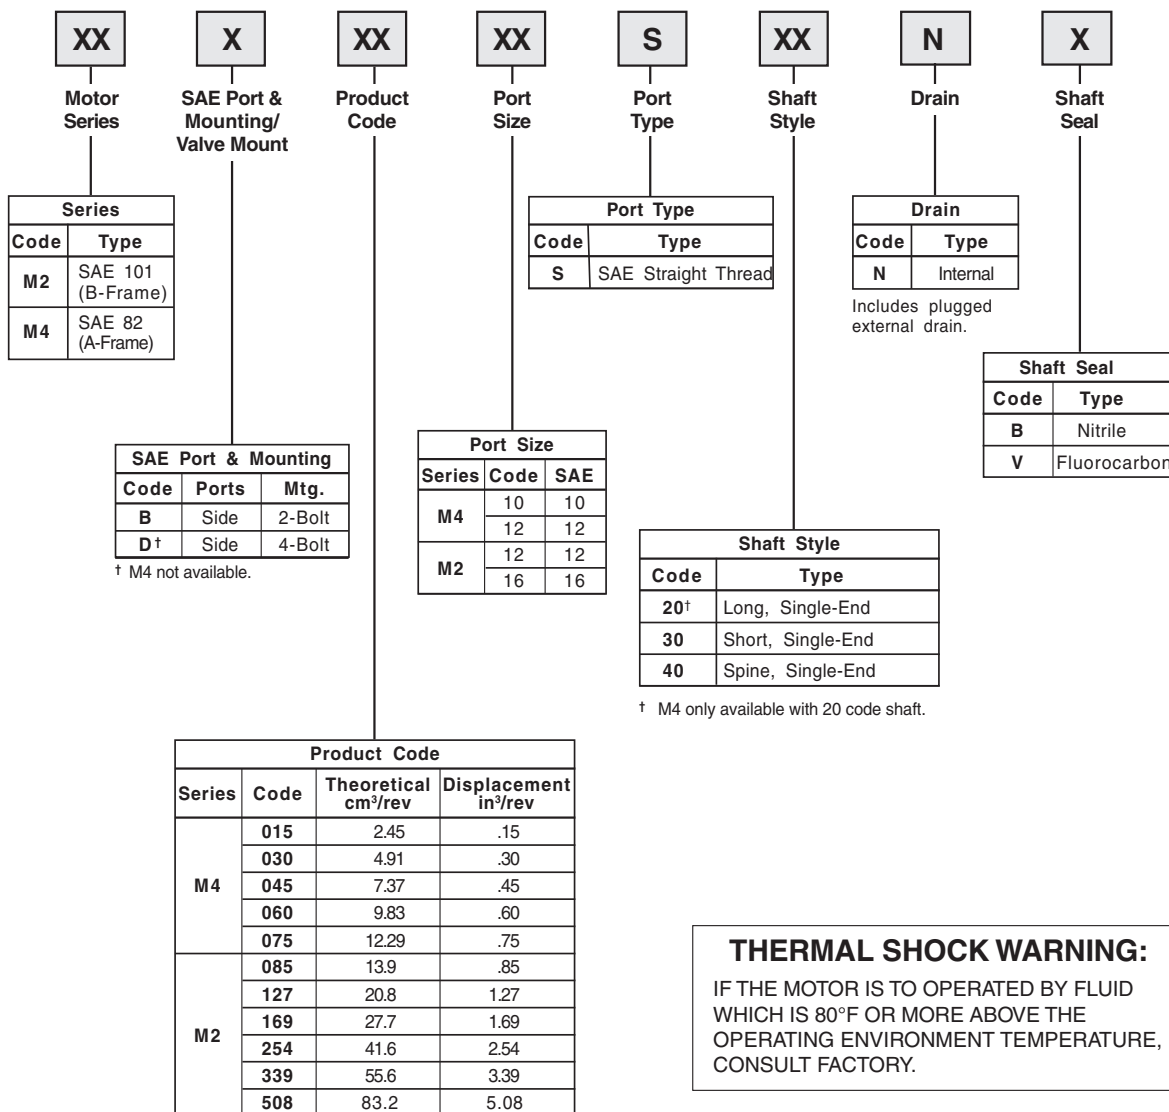 XX X XX XX S XX N X
Motor Series
SAE Port & Mounting/ Valve Mount
Product Code
Port Size
Port Type
Shaft Style
Drain
Shaft Seal
Series
Code Type
M2 SAE 101 (B-Frame)
M4 SAE 82 (A-Frame)
Port Type
Code Type
S SAE Straight Thread
Drain
Code Type
N Internal
Includes plugged
external drain.
Shaft Seal
Code Type
B Nitrile
V Fluorocarbon
SAE Port & Mounting
Code Ports Mtg.
B Side 2-Bolt
D† Side 4-Bolt
† M4 not available.
Port Size
Series Code SAE
M4 10 10
12 12
M2 12 12
16 16
Shaft Style
Code Type
20† Long, Single-End
30 Short, Single-End
40 Spine, Single-End
† M4 only available with 20 code shaft.
Product Code
Series Code Theoretical cm³/rev Displacement in³/rev
M4 015 2.45 .15
030 4.91 .30
045 7.37 .45
060 9.83 .60
075 12.29 .75
M2 085 13.9 .85
127 20.8 1.27
169 27.7 1.69
254 41.6 2.54
339 55.6 3.39
508 83.2 5.08
THERMAL SHOCK WARNING:
IF THE MOTOR IS TO OPERATED BY FLUID
WHICH IS 80°F OR MORE ABOVE THE
OPERATING ENVIRONMENT TEMPERATURE,
CONSULT FACTORY.